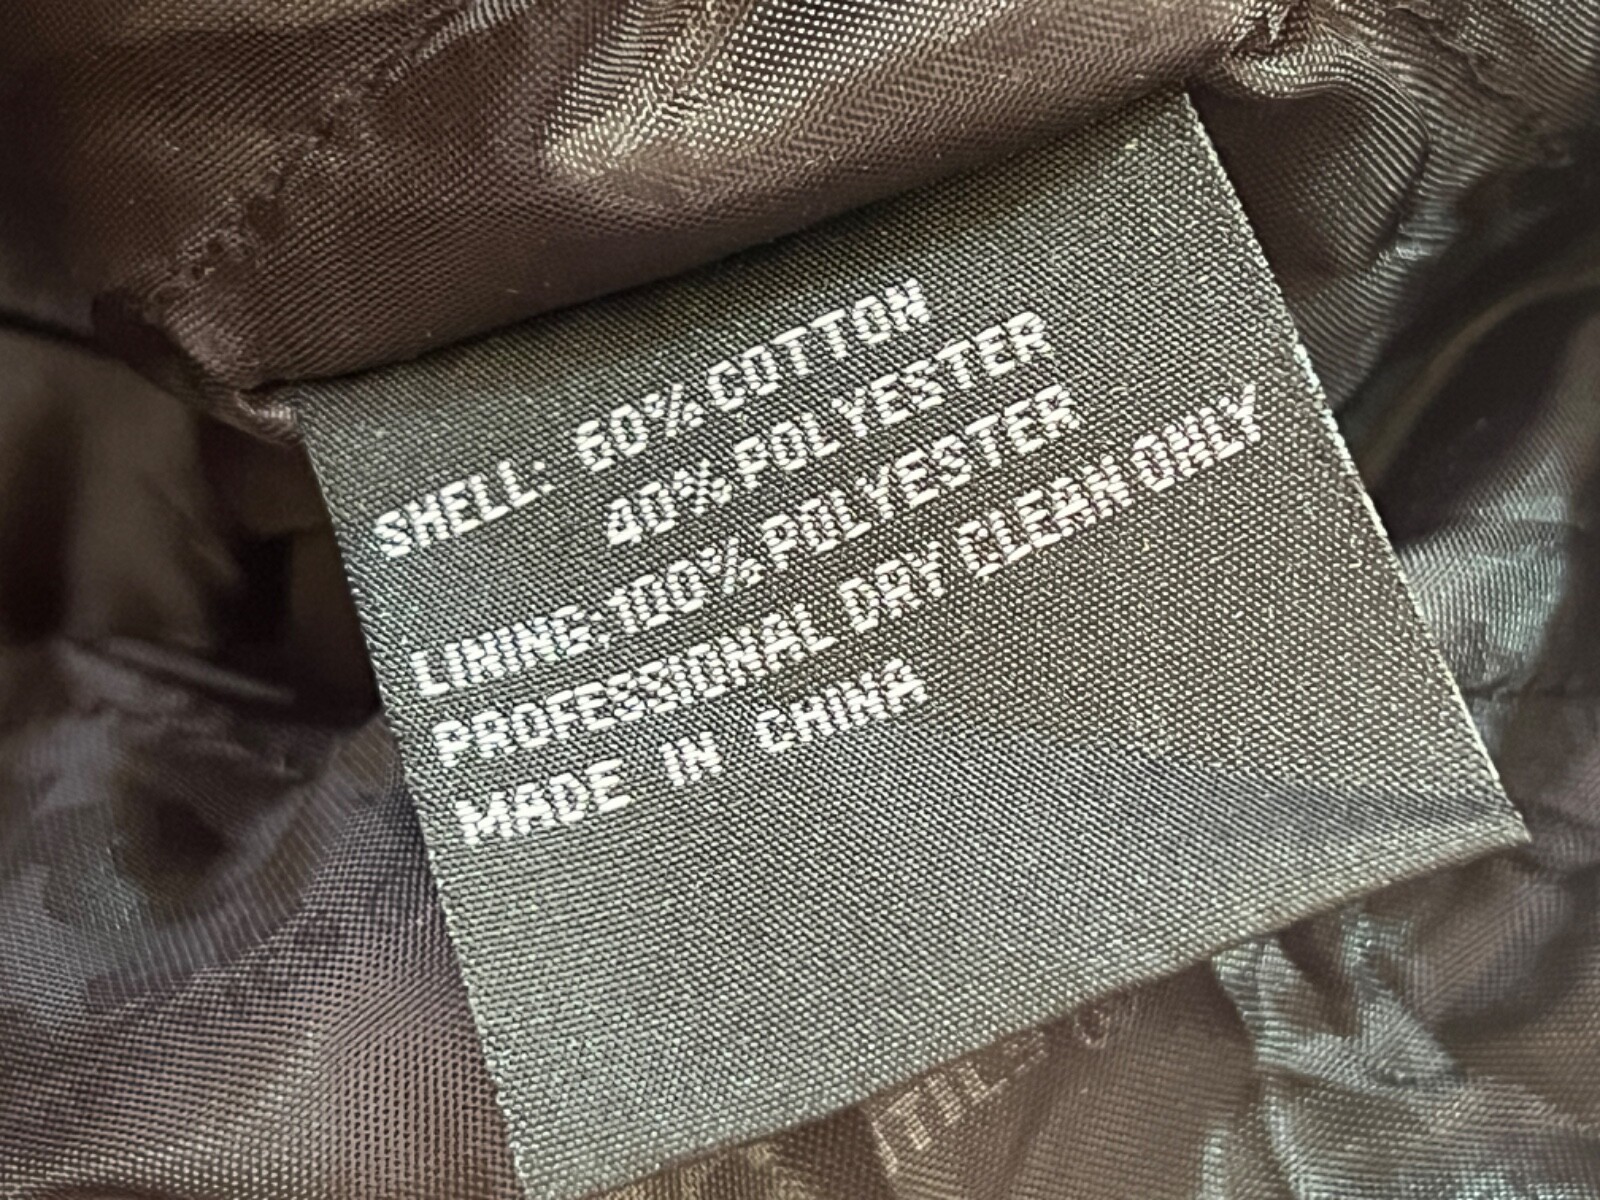 SHELL: 60% COTTON
40% POLYESTER
LINING:100% POLYESTER
PROFESSIONAL DRY CLEAN ONLY
MADE IN CHINA